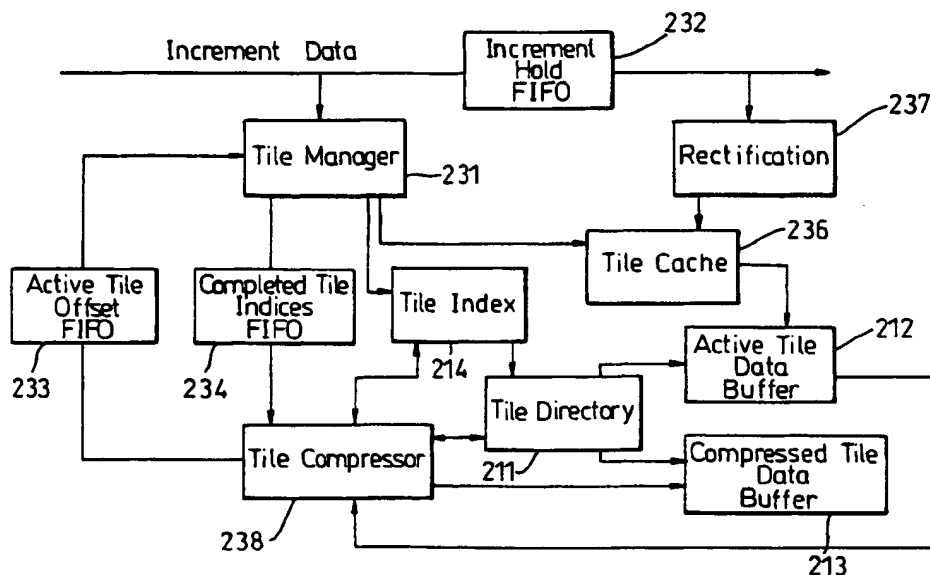 232
Increment Data
Increment
Hold
FIFO
237
Tile Manager
231
Rectification
236
Tile Cache
Active Tile
Offset
FIFO
233
Completed Tile
Indices
FIFO
234
Tile Index
214
212
Active Tile
Data
Buffer
Tile Directory
211
Tile Compressor
238
Compressed Tile
Data
Buffer
213